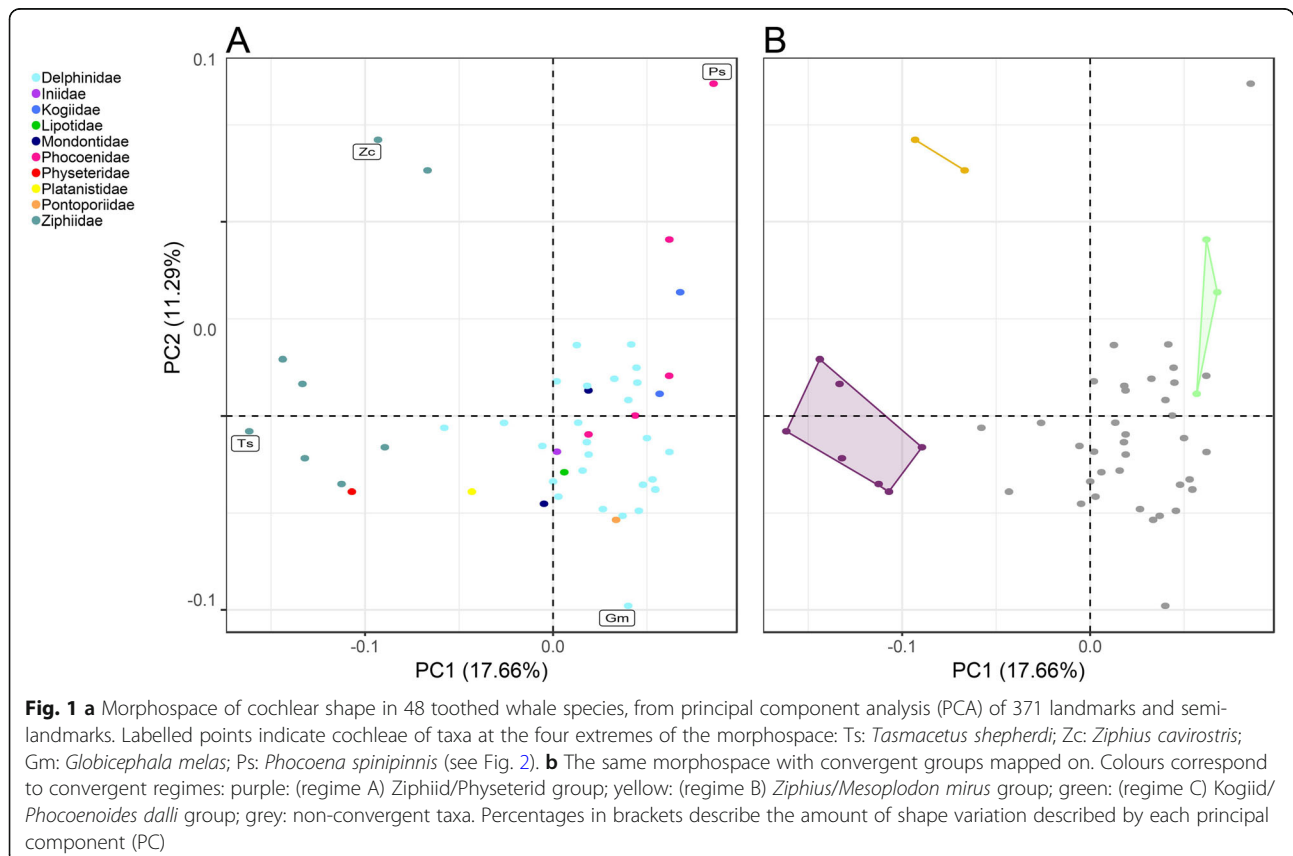 A
B
Delphinidae
Iniidae
Kogiidae
Lipotidae
Mondontidae
Phocoenidae
Physeteridae
Platanistidae
Pontoporiidae
Ziphiidae
PC2 (11.29%)
0.1
0.0
-0.1
Ps
Zc
Ts
Gm
-0.1
0.0
PC1 (17.66%)
-0.1
0.0
PC1 (17.66%)
Fig. 1 a Morphospace of cochlear shape in 48 toothed whale species, from principal component analysis (PCA) of 371 landmarks and semi-
landmarks. Labelled points indicate cochleae of taxa at the four extremes of the morphospace: Ts: Tasmacetus shepherdi; Zc: Ziphius cavirostris;
Gm: Globicephala melas; Ps: Phocoena spinipinnis (see Fig. 2). b The same morphospace with convergent groups mapped on. Colours correspond
to convergent regimes: purple: (regime A) Ziphiid/Physeterid group; yellow: (regime B) Ziphius/Mesoplodon mirus group; green: (regime C) Kogiid/
Phocoenoides dalli group; grey: non-convergent taxa. Percentages in brackets describe the amount of shape variation described by each principal
component (PC)